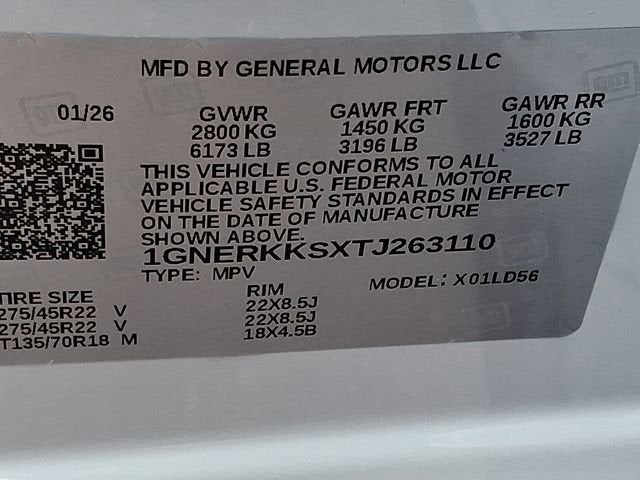 MFD BY GENERAL MOTORS LLC
01/26 GVWR GAWR FRT GAWR RR
2800 KG 1450 KG 1600 KG
6173 LB 3196 LB 3527 LB
THIS VEHICLE CONFORMS TO ALL
APPLICABLE U.S. FEDERAL MOTOR
VEHICLE SAFETY STANDARDS IN EFFECT
ON THE DATE OF MANUFACTURE
SHOWN ABOVE.
1GNERKKSXTJ263110
TYPE: MPV MODEL: X01LD56
TIRE SIZE RIM
275/45R22 V 22X8.5J
275/45R22 V 22X8.5J
T135/70R18 M 18X4.5B